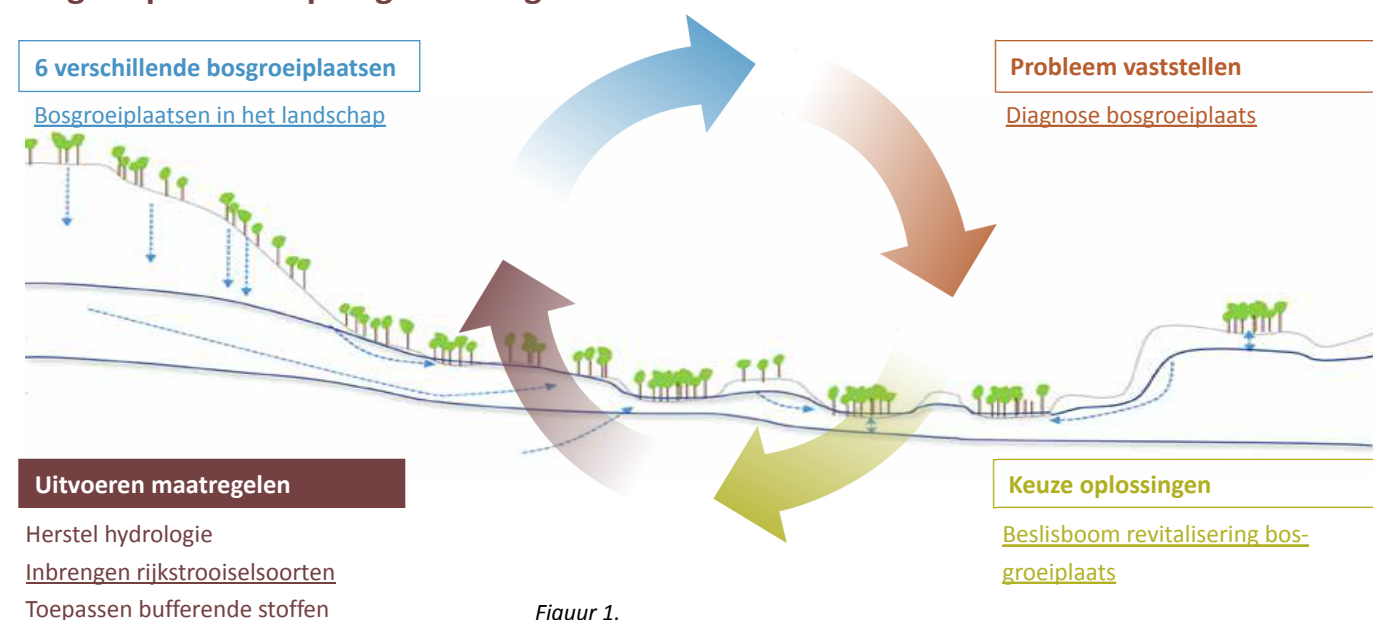 6 verschillende bosgroeiplaatsen
Bosgroeiplaatsen in het landschap
Probleem vaststellen
Diagnose bosgroeiplaats
Uitvoeren maatregelen
Herstel hydrologie
Inbrengen rijkstrooiselsoorten
Toepassen bufferende stoffen
Keuze oplossingen
Beslisboom revitalisering bos-
groeiplaats
Figuur 1.